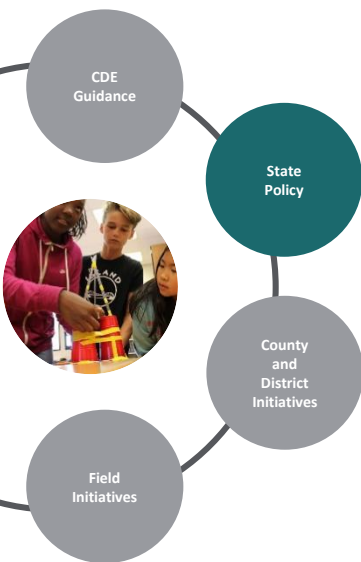 CDE
Guidance
State
Policy
County
and
District
Initiatives
Field
Initiatives